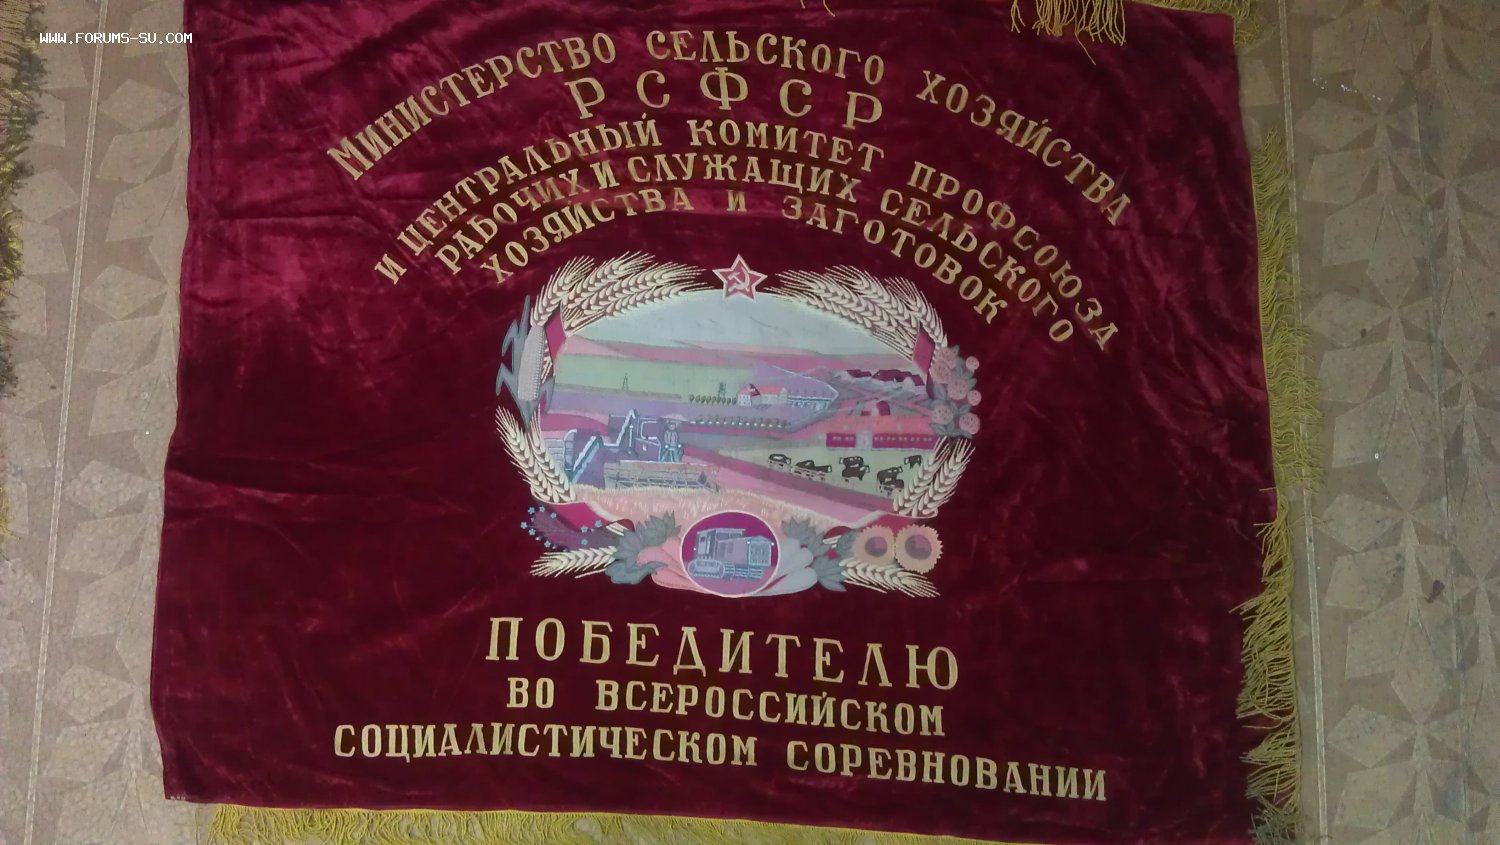 WWW.FORUMS-SU.COM
МИНИСТЕРСТВО СЕЛЬСКОГО ХОЗЯЙСТВА
РСФСР
И ЦЕНТРАЛЬНЫЙ КОМИТЕТ ПРОФСОЮЗА
РАБОЧИХ И СЛУЖАЩИХ СЕЛЬСКОГО
ХОЗЯЙСТВА И ЗАГОТОВОК
ПОБЕДИТЕЛЮ
ВО ВСЕРОССИЙСКОМ
СОЦИАЛИСТИЧЕСКОМ СОРЕВНОВАНИИ